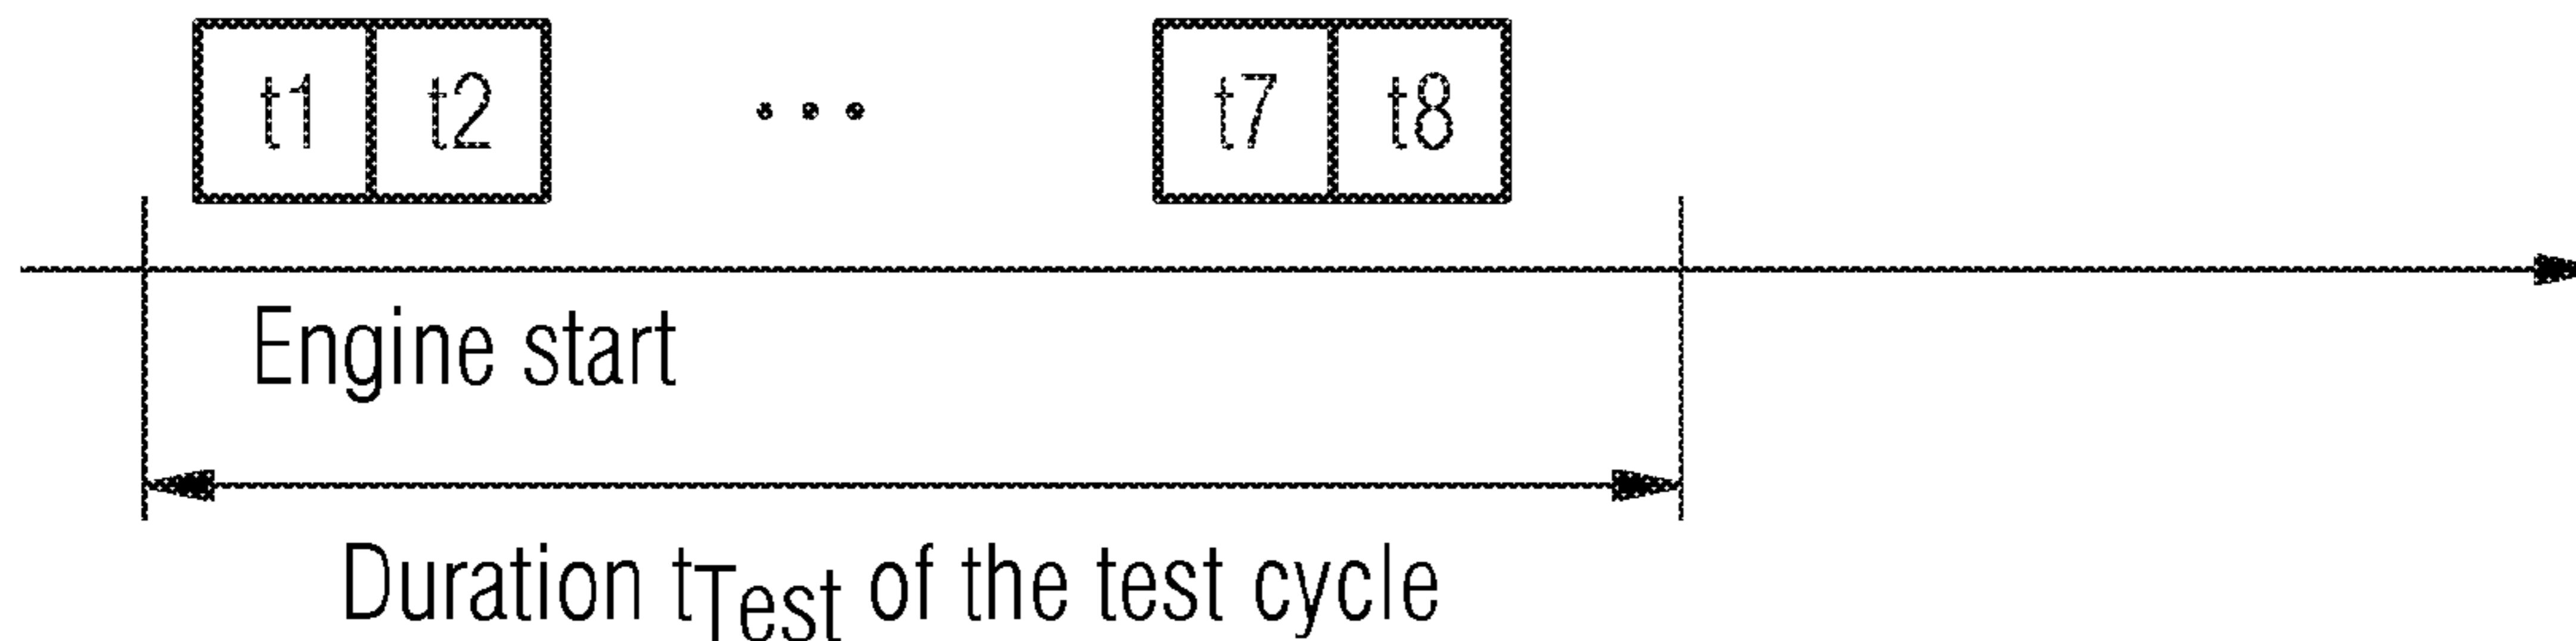 t1 t2 ... t7 t8
Engine start
Duration tTest of the test cycle